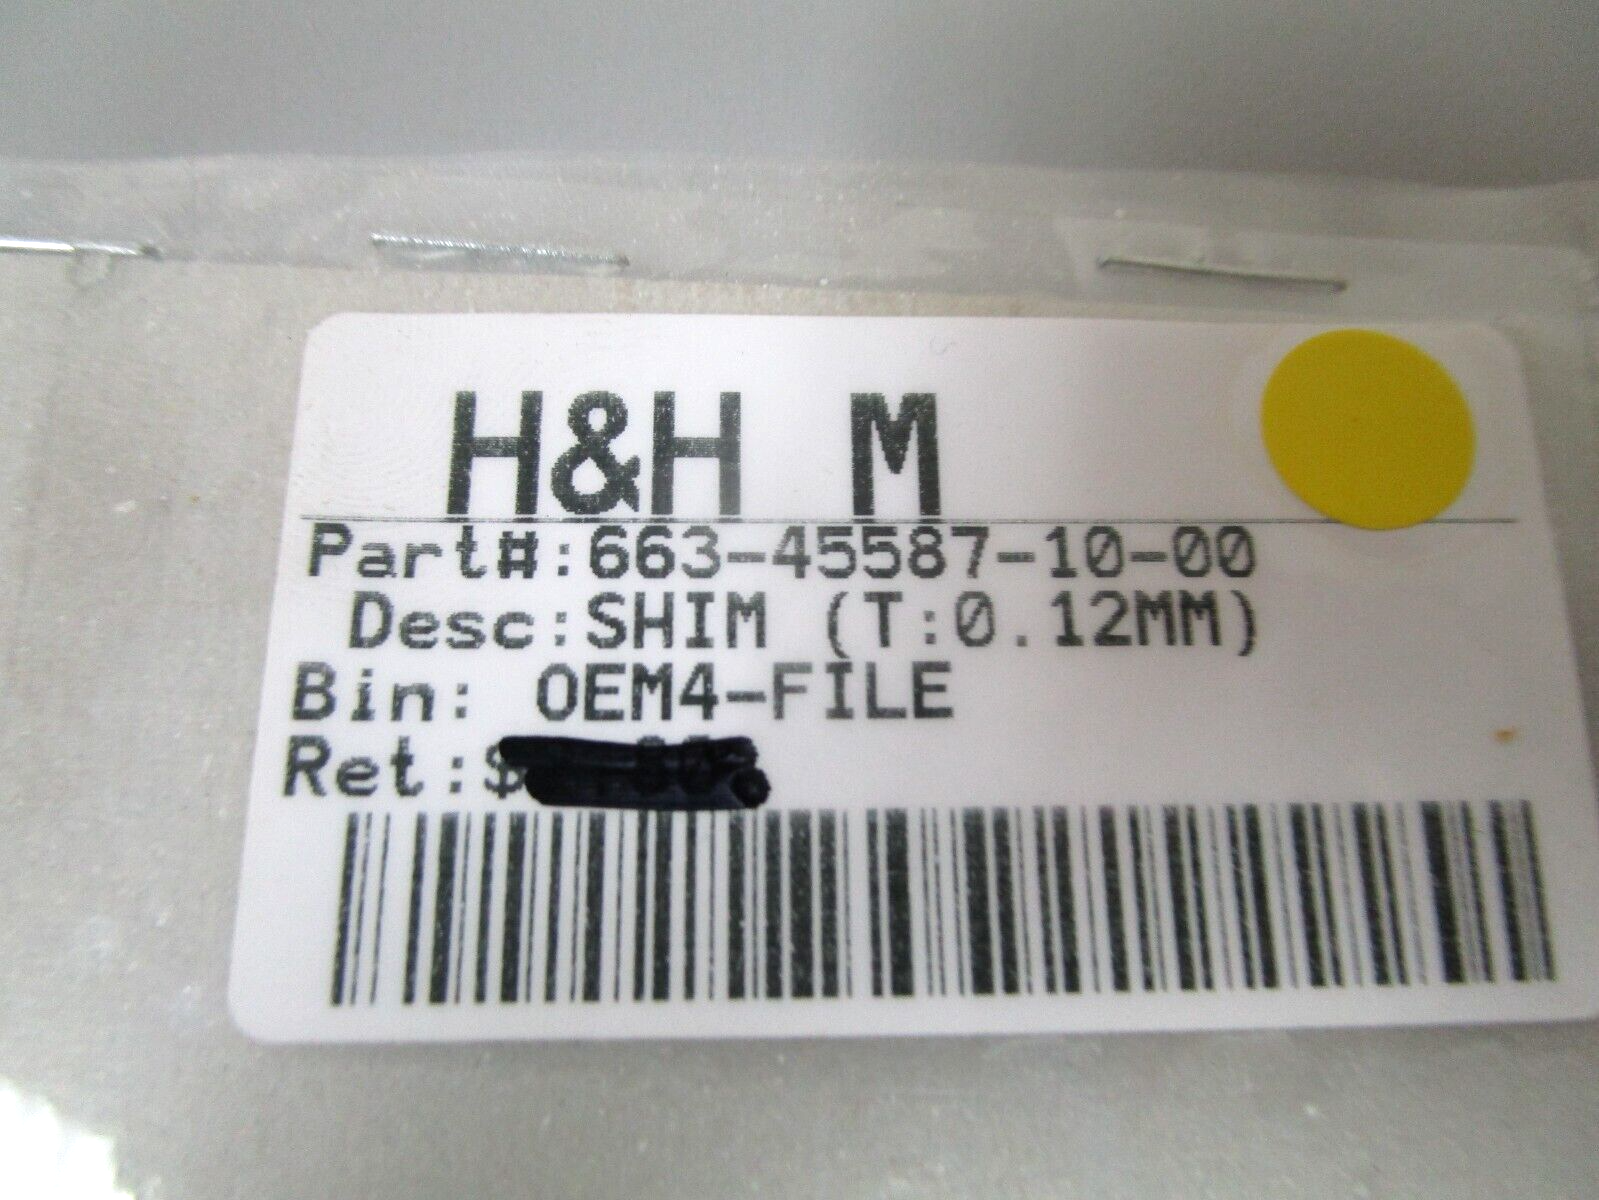 H&H M
Part#:663-45587-10-00
Desc:SHIM (T:0.12MM)
Bin: OEM4-FILE
Ret:$